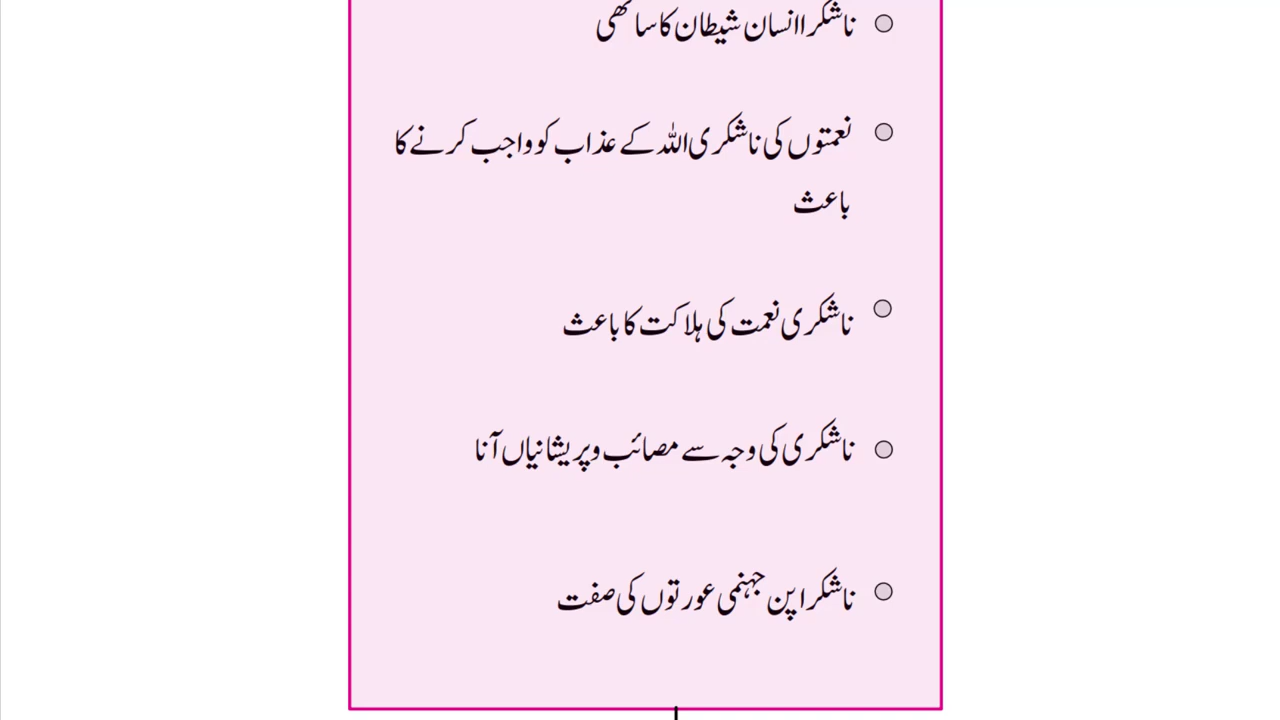 ناشکرا انسان شیطان کا ساتھی
نعمتوں کی ناشکری اللہ کے عذاب کو واجب کرنے کا
باعث
ناشکری نعمت کی ہلاکت کا باعث
ناشکری کی وجہ سے مصائب و پریشانیاں آنا
ناشکرا پن جہنمی عورتوں کی صفت